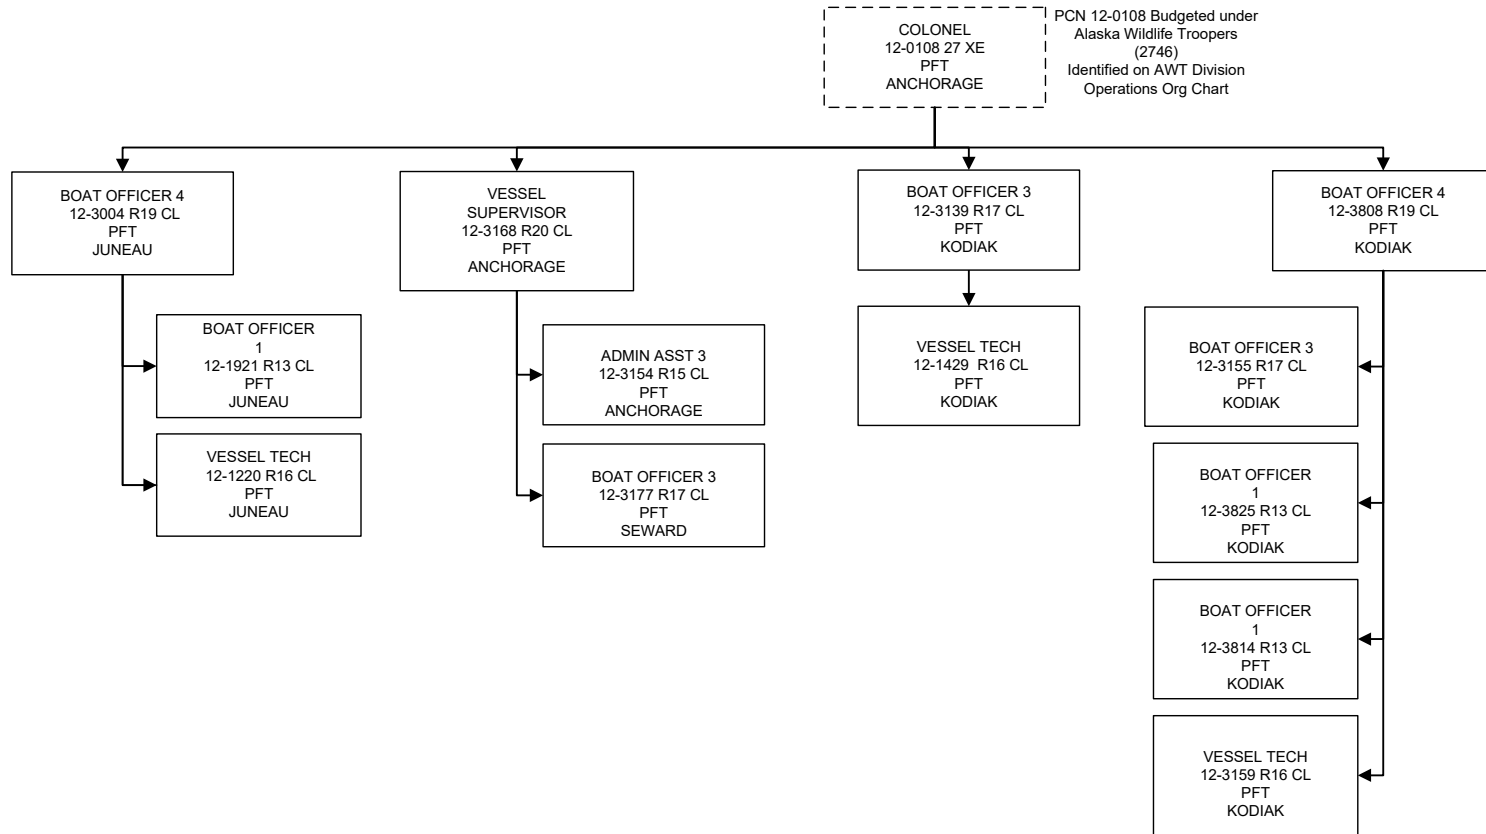 COLONEL
12-0108 27 XE
PFT
ANCHORAGE
PCN 12-0108 Budgeted under
Alaska Wildlife Troopers
(2746)
Identified on AWT Division
Operations Org Chart
BOAT OFFICER 4
12-3004 R19 CL
PFT
JUNEAU
BOAT OFFICER
1
12-1921 R13 CL
PFT
JUNEAU
VESSEL TECH
12-1220 R16 CL
PFT
JUNEAU
VESSEL
SUPERVISOR
12-3168 R20 CL
PFT
ANCHORAGE
ADMIN ASST 3
12-3154 R15 CL
PFT
ANCHORAGE
BOAT OFFICER 3
12-3177 R17 CL
PFT
SEWARD
BOAT OFFICER 3
12-3139 R17 CL
PFT
KODIAK
VESSEL TECH
12-1429 R16 CL
PFT
KODIAK
BOAT OFFICER 4
12-3808 R19 CL
PFT
KODIAK
BOAT OFFICER 3
12-3155 R17 CL
PFT
KODIAK
BOAT OFFICER
1
12-3825 R13 CL
PFT
KODIAK
BOAT OFFICER
1
12-3814 R13 CL
PFT
KODIAK
VESSEL TECH
12-3159 R16 CL
PFT
KODIAK